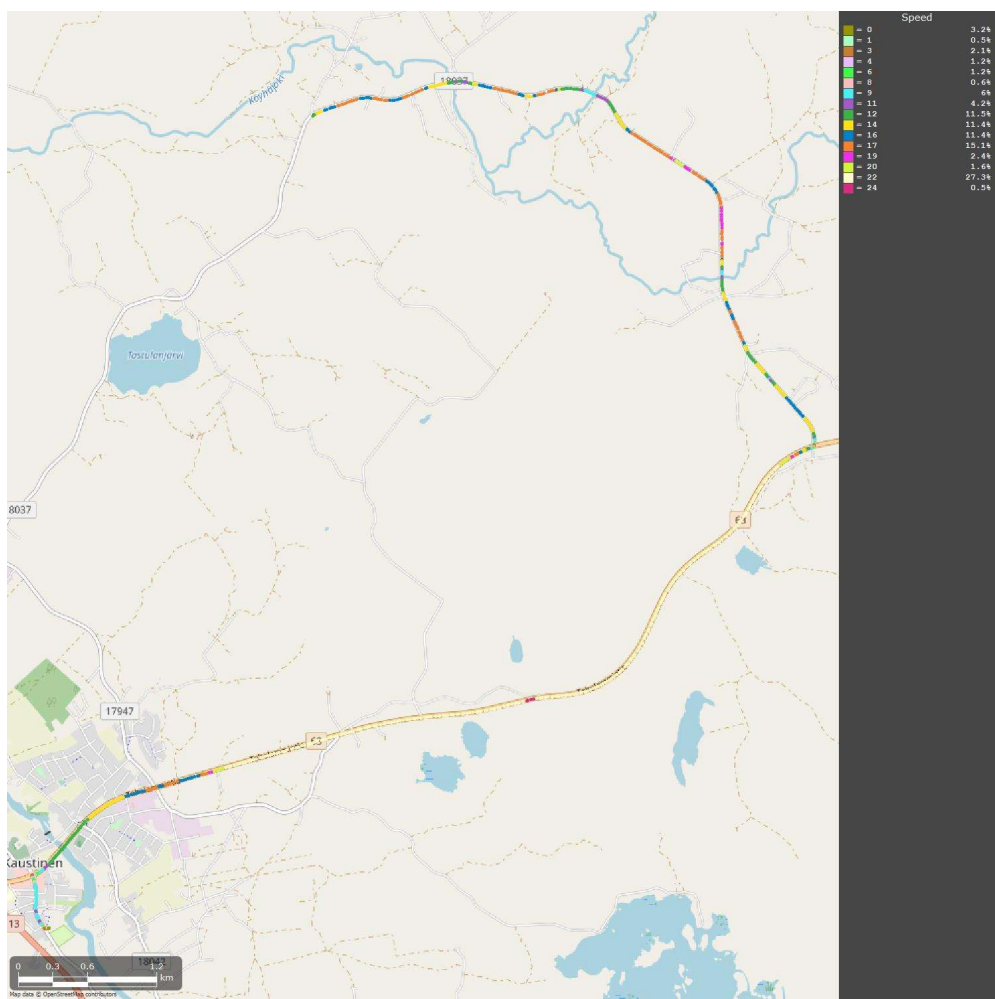 Speed
= 0 3.2%
= 1 0.5%
= 3 2.1%
= 4 1.2%
= 6 1.2%
= 8 0.6%
= 9 6%
= 11 4.2%
= 12 11.5%
= 14 11.4%
= 16 11.4%
= 17 15.1%
= 19 2.4%
= 20 1.6%
= 22 27.3%
= 24 0.5%
Köyhäjoki
18037
Tastulanjärvi
8037
63
17947
63
Kaustinen
13
18043
0 0.3 0.6 1.2
km
Map data © OpenStreetMap contributors